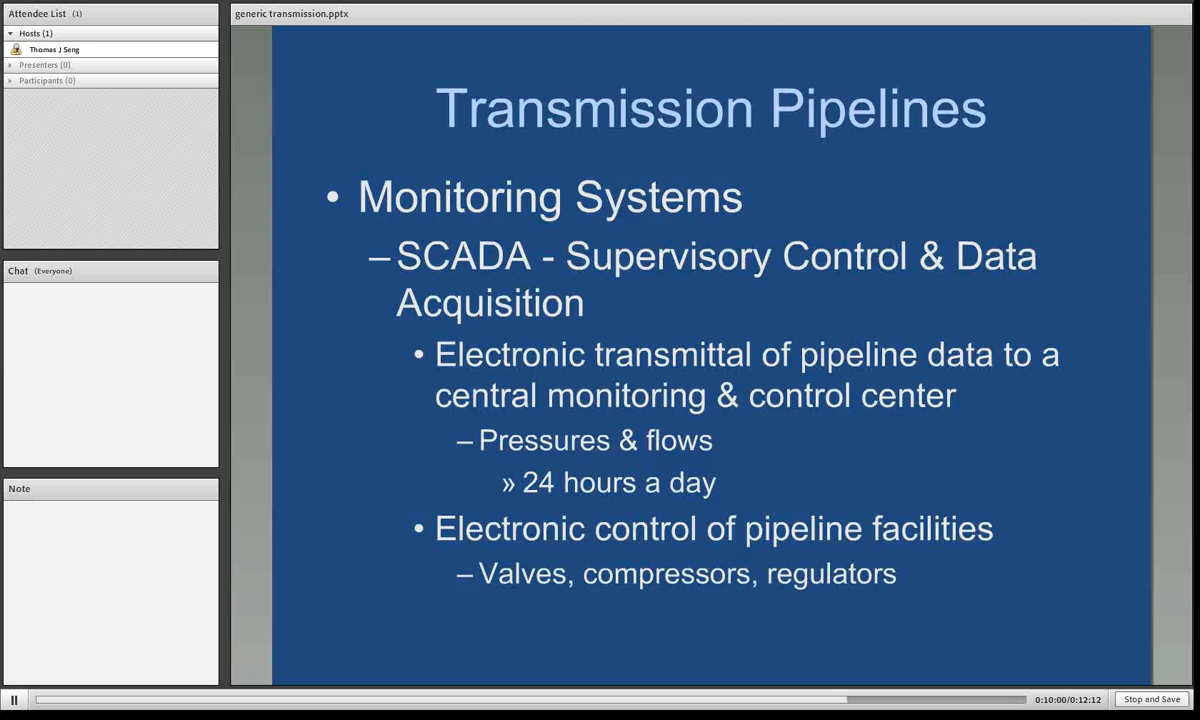 Attendee List (1)
Hosts (1)
Thomas J Seng
Presenters (0)
Participants (0)
Chat (Everyone)
Note
generic transmission.pptx
Transmission Pipelines
• Monitoring Systems
–SCADA - Supervisory Control & Data
Acquisition
• Electronic transmittal of pipeline data to a
central monitoring & control center
– Pressures & flows
» 24 hours a day
• Electronic control of pipeline facilities
– Valves, compressors, regulators
0:10:00/0:12:12
Stop and Save